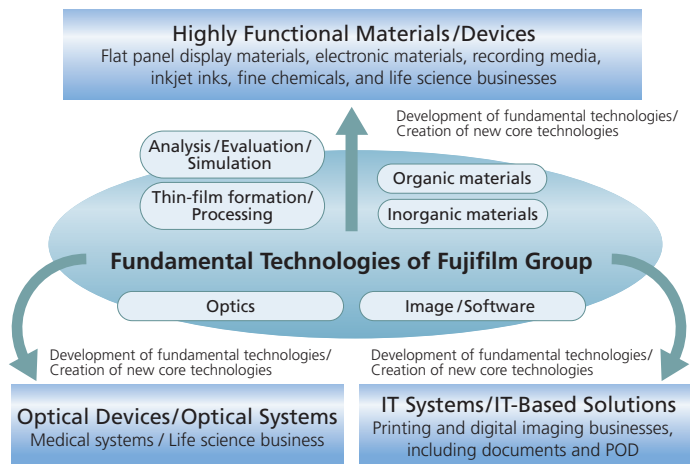 Highly Functional Materials/Devices
Flat panel display materials, electronic materials, recording media,
inkjet inks, fine chemicals, and life science businesses
Development of fundamental technologies/
Creation of new core technologies
Analysis/Evaluation/
Simulation
Thin-film formation/
Processing
Organic materials
Inorganic materials
Fundamental Technologies of Fujifilm Group
Optics
Image/Software
Development of fundamental technologies/
Creation of new core technologies
Development of fundamental technologies/
Creation of new core technologies
Optical Devices/Optical Systems
Medical systems / Life science business
IT Systems/IT-Based Solutions
Printing and digital imaging businesses,
including documents and POD